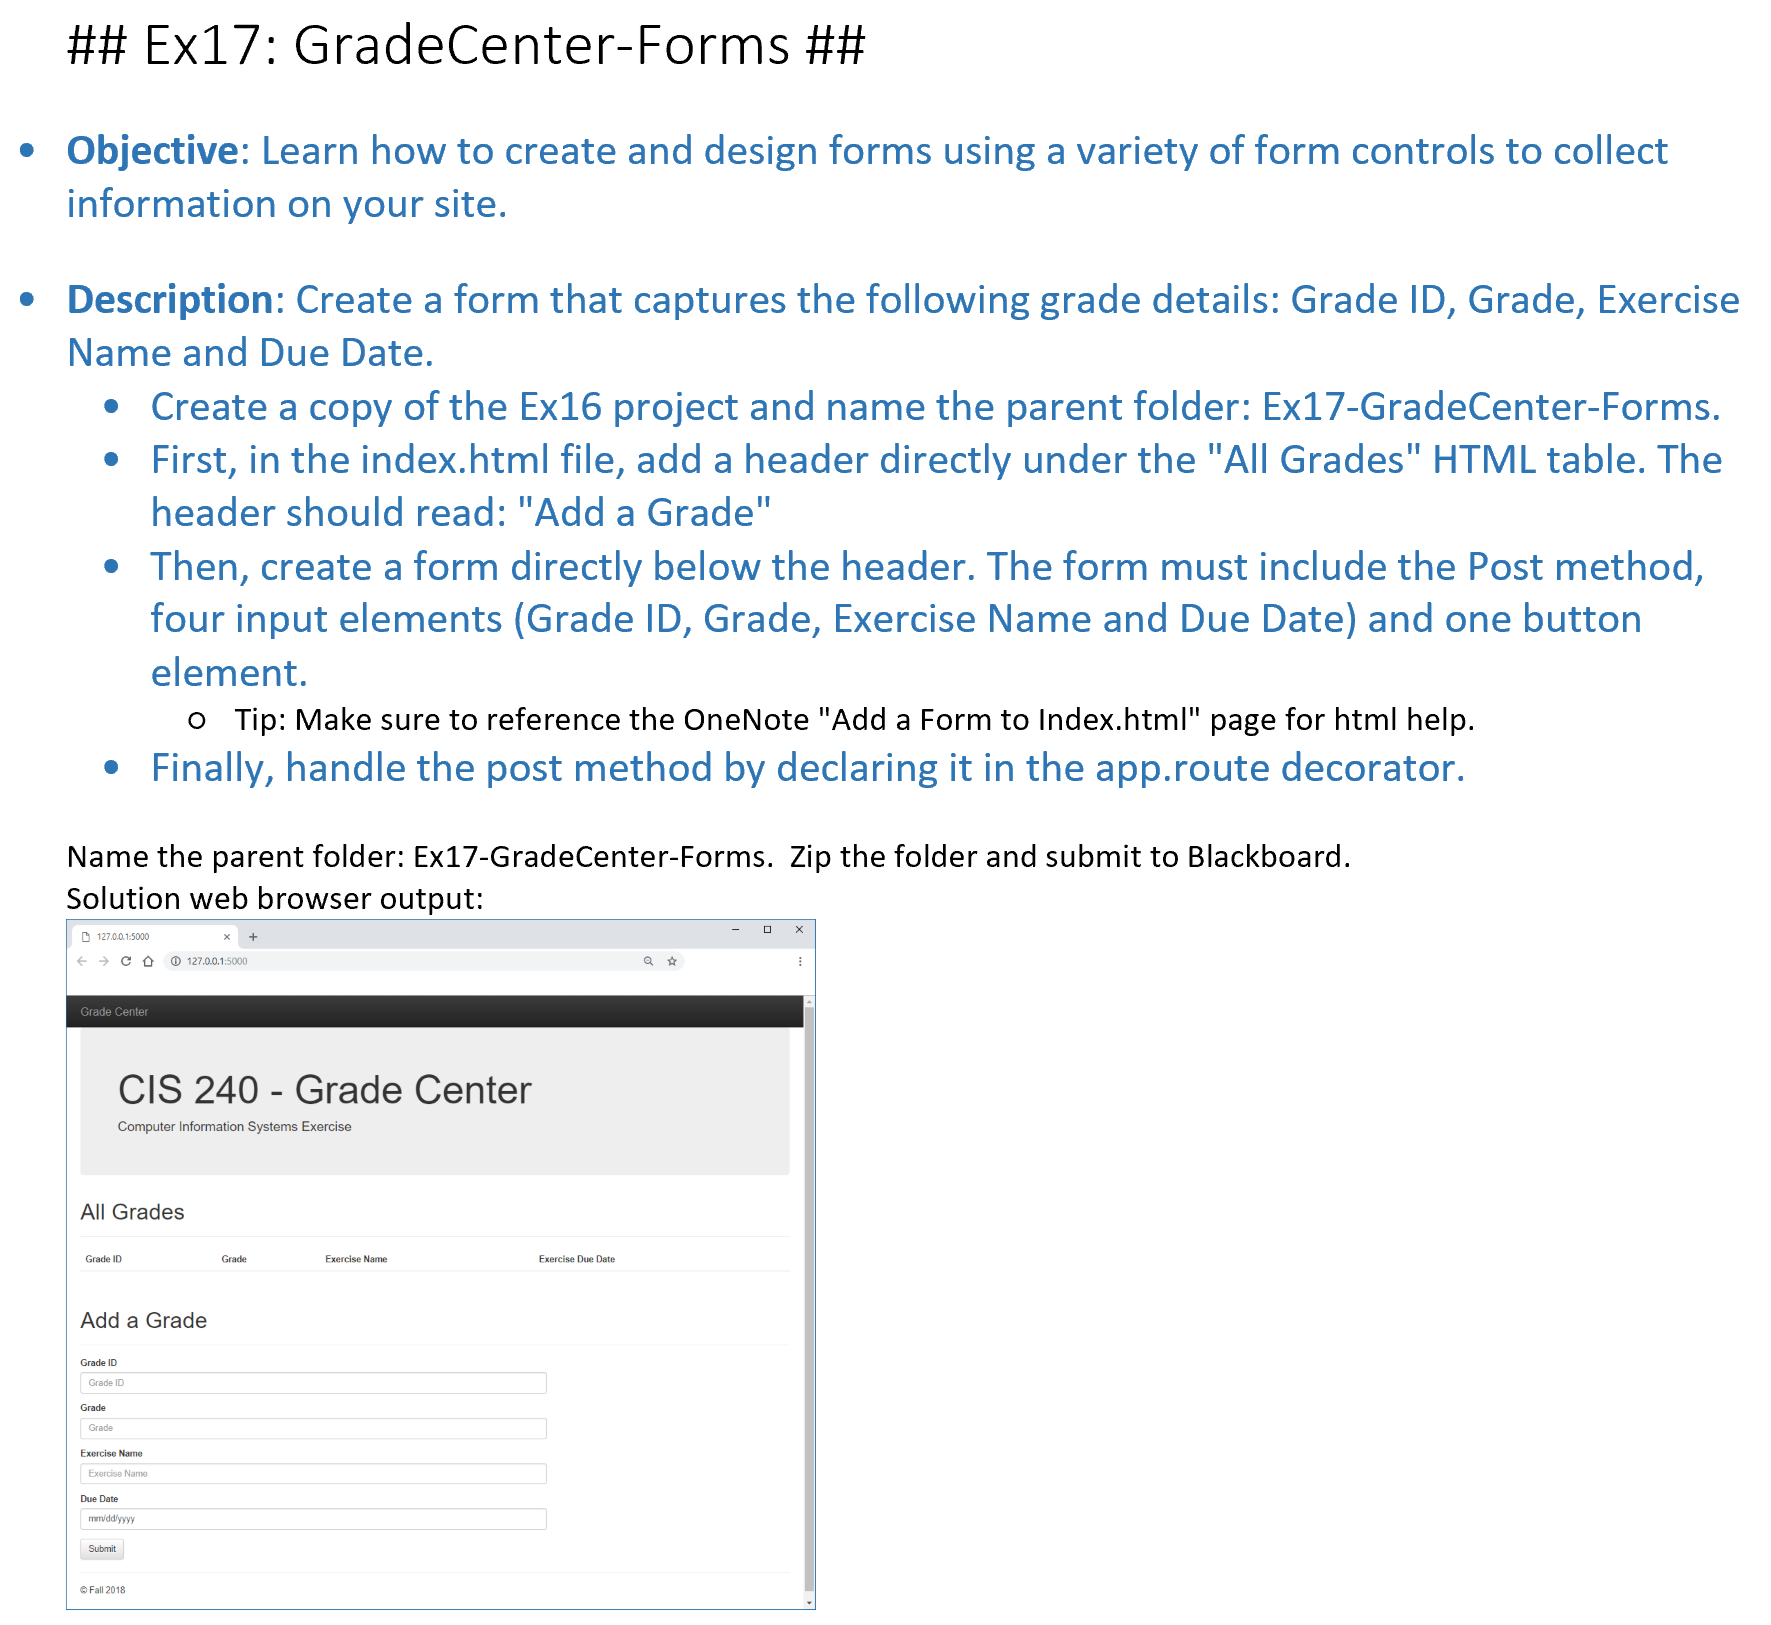 ## Ex17: GradeCenter-Forms ##
• Objective: Learn how to create and design forms using a variety of form controls to collect
information on your site.
• Description: Create a form that captures the following grade details: Grade ID, Grade, Exercise
Name and Due Date.
• Create a copy of the Ex16 project and name the parent folder: Ex17-GradeCenter-Forms.
• First, in the index.html file, add a header directly under the "All Grades" HTML table. The
header should read: "Add a Grade"
• Then, create a form directly below the header. The form must include the Post method,
four input elements (Grade ID, Grade, Exercise Name and Due Date) and one button
element.
○ Tip: Make sure to reference the OneNote "Add a Form to Index.html" page for html help.
• Finally, handle the post method by declaring it in the app.route decorator.
Name the parent folder: Ex17-GradeCenter-Forms.  Zip the folder and submit to Blackboard.
Solution web browser output:
127.0.0.1:5000
127.0.0.1:5000
Grade Center
CIS 240 - Grade Center
Computer Information Systems Exercise
All Grades
Grade ID Grade Exercise Name Exercise Due Date
Add a Grade
Grade ID
Grade ID
Grade
Grade
Exercise Name
Exercise Name
Due Date
mm/dd/yyyy
Submit
© Fall 2018